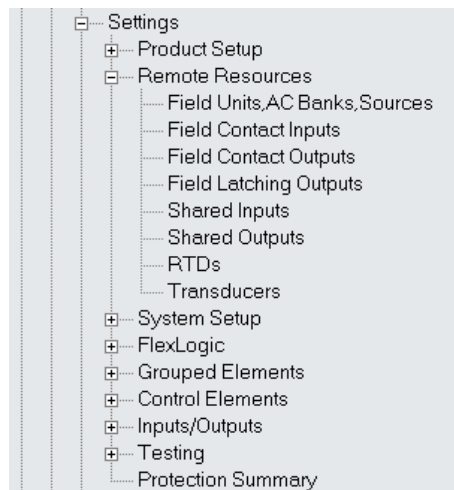 Settings
Product Setup
Remote Resources
Field Units,AC Banks,Sources
Field Contact Inputs
Field Contact Outputs
Field Latching Outputs
Shared Inputs
Shared Outputs
RTDs
Transducers
System Setup
FlexLogic
Grouped Elements
Control Elements
Inputs/Outputs
Testing
Protection Summary